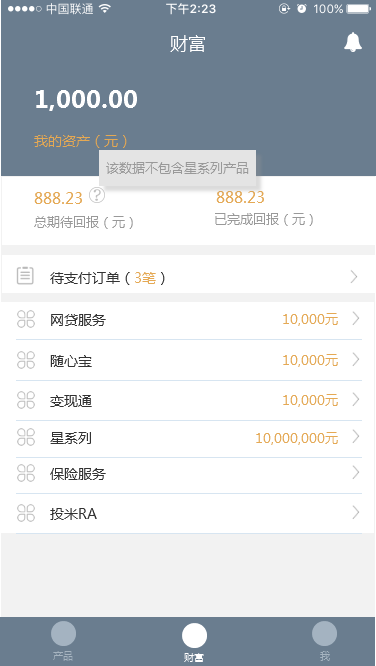 中国联通 下午2:23 100%
财富
1,000.00
我的资产（元）
该数据不包含星系列产品
888.23 ? 888.23
总期待回报（元） 已完成回报（元）
待支付订单（3笔）
网贷服务 10,000元
随心宝 10,000元
变现通 10,000元
星系列 10,000,000元
保险服务
投米RA
产品 财富 我